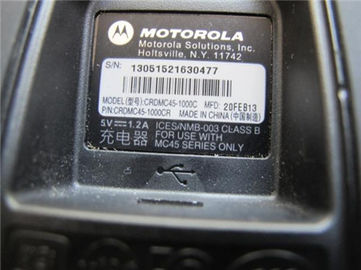 MOTOROLA
Motorola Solutions, Inc.
Holtsville, N.Y. 11742
S/N: 13051521630477
MODEL(型号):CRDMC45-1000C MFD: 20FEB13
P/N:CRDMC45-1000CR MADE IN CHINA (中国制造)
5V⎓1.2A ICES/NMB-003 CLASS B
充电器 FOR USE WITH
MC45 SERIES ONLY